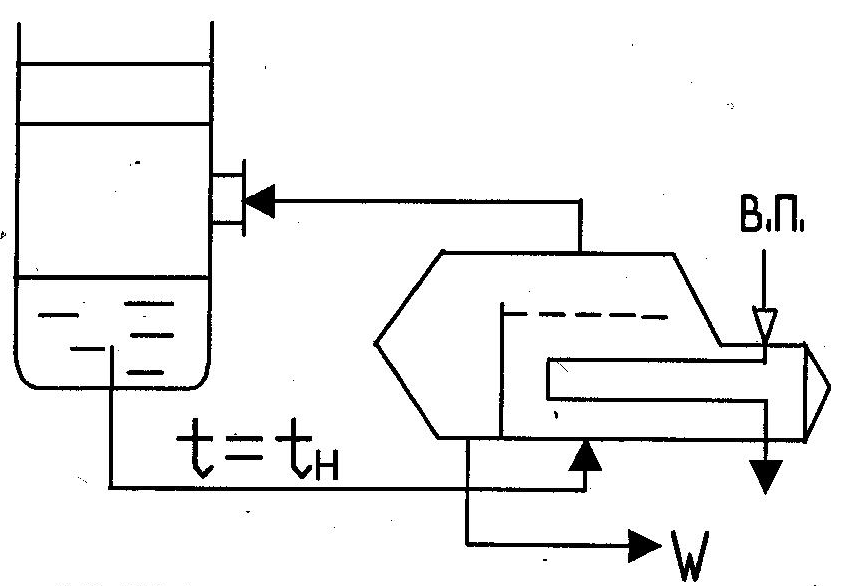 В.П.
t = tн
W